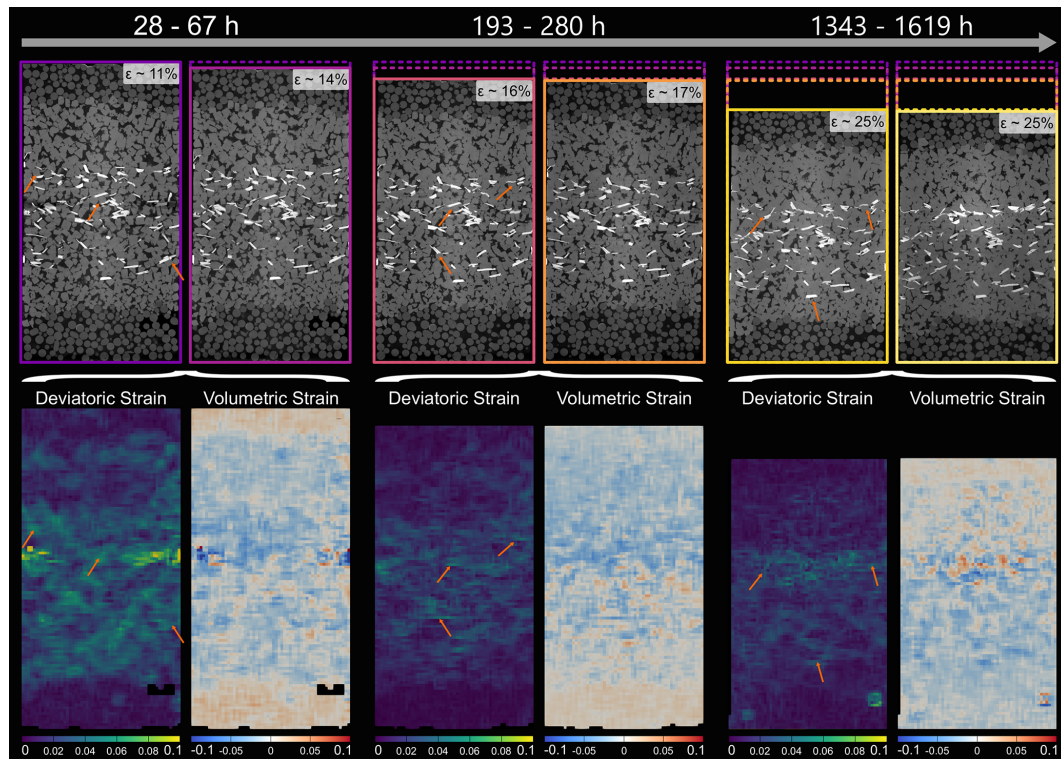 28 - 67 h 193 - 280 h 1343 - 1619 h
ε ~ 11% ε ~ 14% ε ~ 16% ε ~ 17% ε ~ 25% ε ~ 25%
Deviatoric Strain Volumetric Strain Deviatoric Strain Volumetric Strain Deviatoric Strain Volumetric Strain
0 0.02 0.04 0.06 0.08 0.1 -0.1 -0.05 0 0.05 0.1 0 0.02 0.04 0.06 0.08 0.1 -0.1 -0.05 0 0.05 0.1 0 0.02 0.04 0.06 0.08 0.1 -0.1 -0.05 0 0.05 0.1